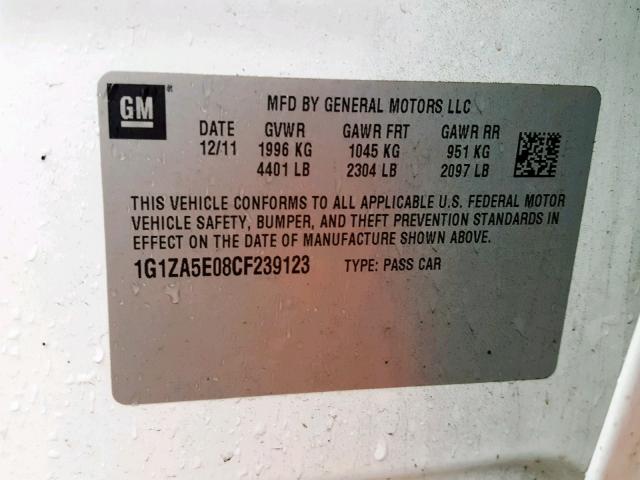 GM
MFD BY GENERAL MOTORS LLC
DATE GVWR GAWR FRT GAWR RR
12/11 1996 KG 1045 KG 951 KG
4401 LB 2304 LB 2097 LB
THIS VEHICLE CONFORMS TO ALL APPLICABLE U.S. FEDERAL MOTOR
VEHICLE SAFETY, BUMPER, AND THEFT PREVENTION STANDARDS IN
EFFECT ON THE DATE OF MANUFACTURE SHOWN ABOVE.
1G1ZA5E08CF239123 TYPE: PASS CAR